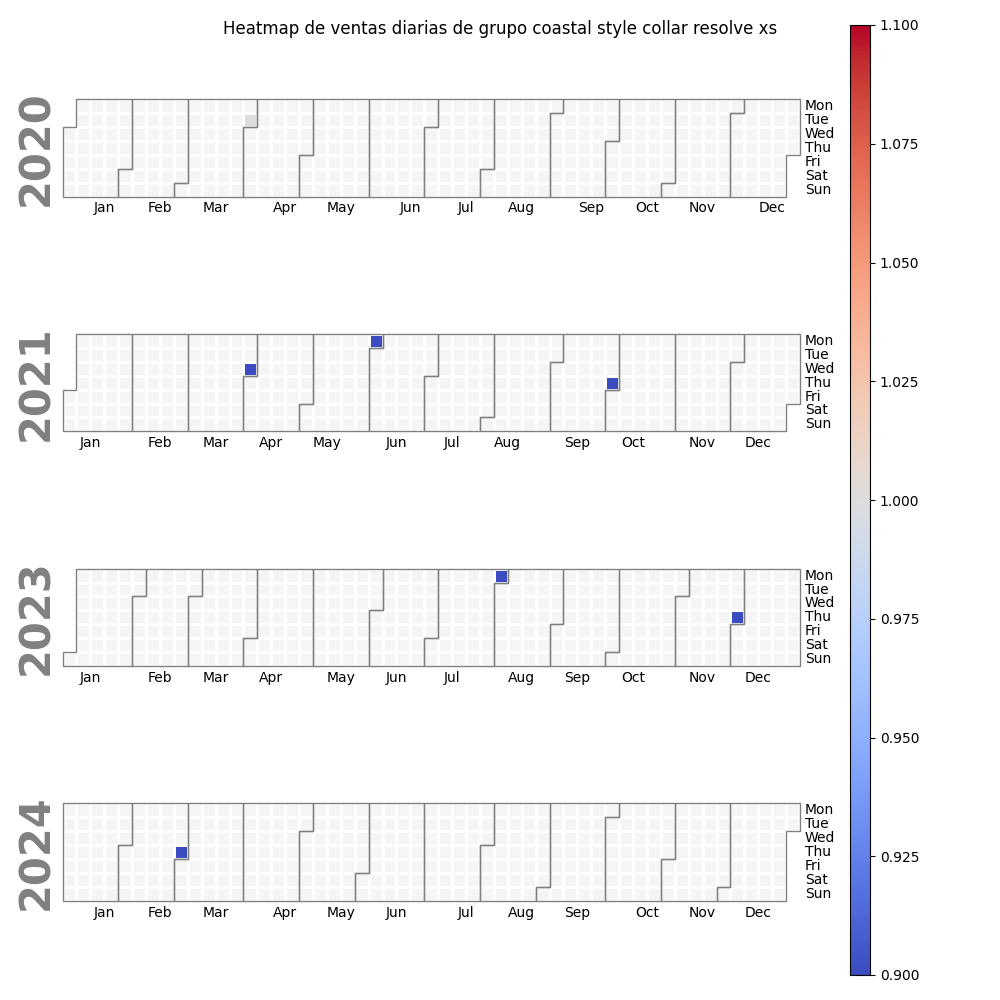 Heatmap de ventas diarias de grupo coastal style collar resolve xs
2020
Mon
Tue
Wed
Thu
Fri
Sat
Sun
Jan Feb Mar Apr May Jun Jul Aug Sep Oct Nov Dec
2021
Mon
Tue
Wed
Thu
Fri
Sat
Sun
Jan Feb Mar Apr May Jun Jul Aug Sep Oct Nov Dec
2023
Mon
Tue
Wed
Thu
Fri
Sat
Sun
Jan Feb Mar Apr May Jun Jul Aug Sep Oct Nov Dec
2024
Mon
Tue
Wed
Thu
Fri
Sat
Sun
Jan Feb Mar Apr May Jun Jul Aug Sep Oct Nov Dec
1.100
1.075
1.050
1.025
1.000
0.975
0.950
0.925
0.900